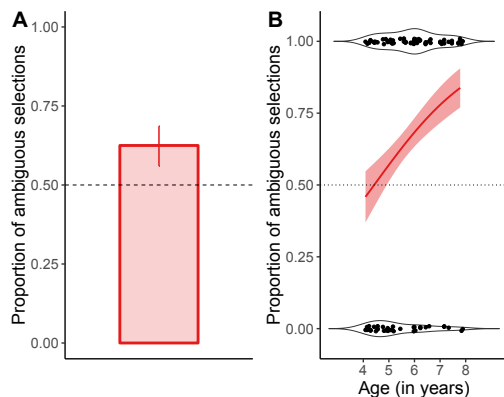 A
Proportion of ambiguous selections
1.00
0.75
0.50
0.25
0.00
B
Proportion of ambiguous selections
1.00
0.75
0.50
0.25
0.00
4 5 6 7 8
Age (in years)